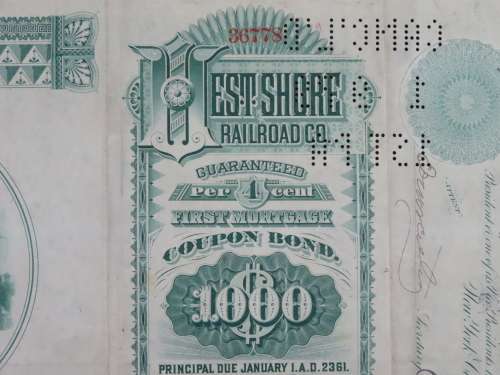 36778
WEST SHORE
RAILROAD CO.
GUARANTEED
Per 4 cent
FIRST MORTGAGE
COUPON BOND.
$1.000
PRINCIPAL DUE JANUARY 1. A.D. 2361.